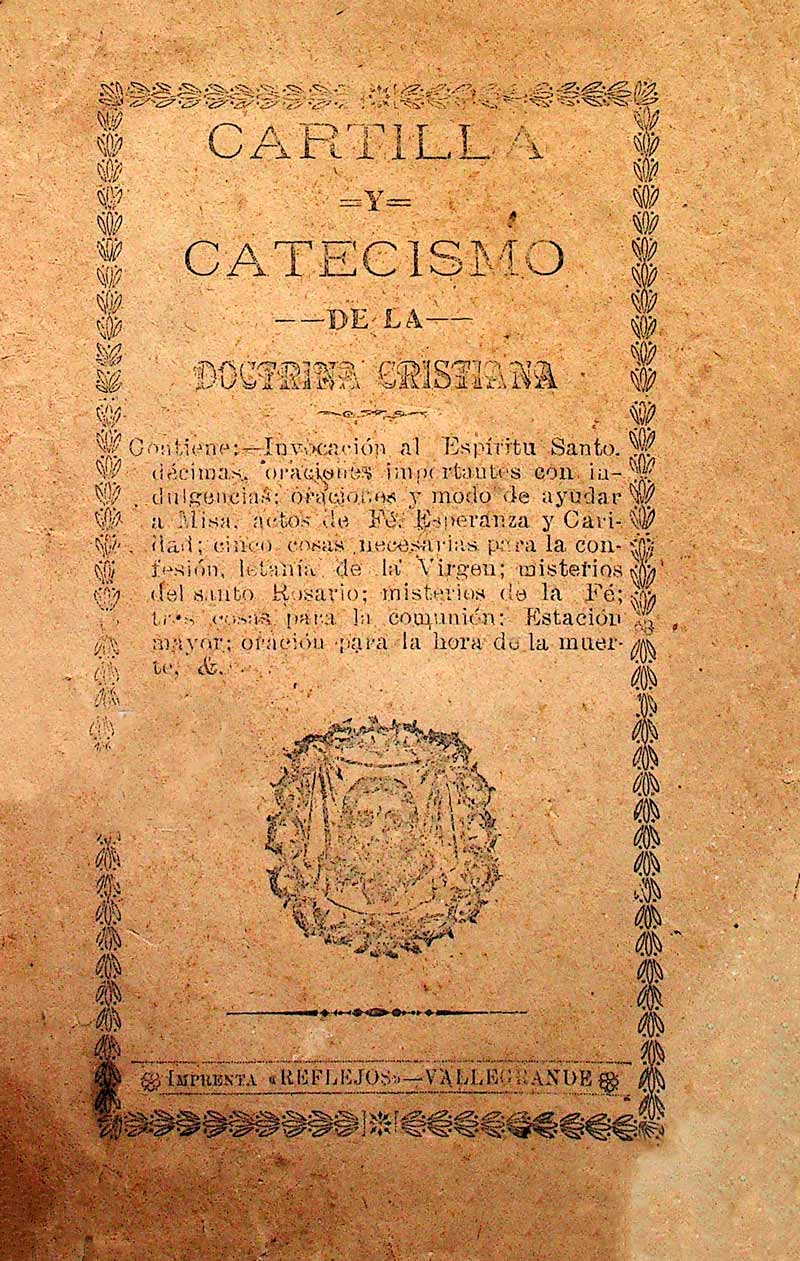 CARTILLA
=Y=
CATECISMO
——DE LA——
DOCTRINA CRISTIANA
Contiene:—Invocación al Espíritu Santo.
décimas, oraciones importantes con in-
dulgencias; oraciones y modo de ayudar
a Misa, actos de Fé, Esperanza y Cari-
dad; cinco cosas necesarias para la con-
fesión, letanía de la Virgen; misterios
del santo Rosario; misterios de la Fé;
tres cosas para la comunión; Estación
mayor; oración para la hora de la muer-
te, &.
IMPRENTA «REFLEJOS»—VALLEGRANDE